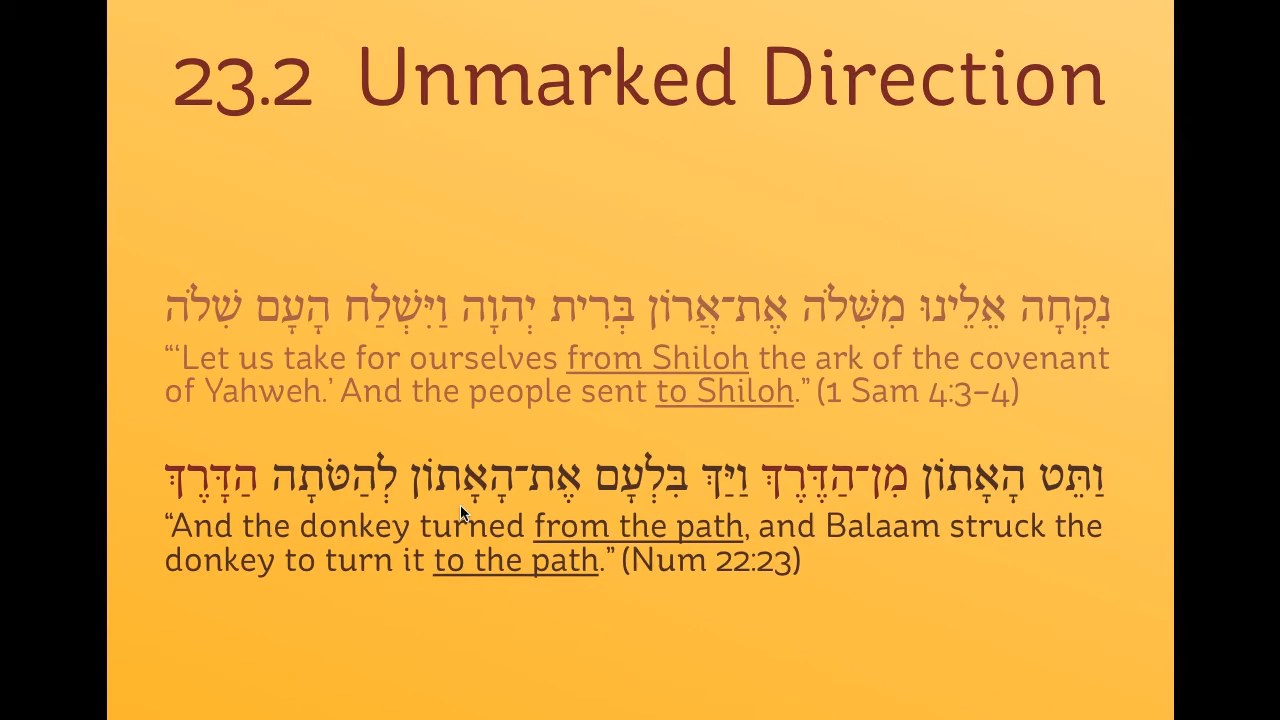 23.2 Unmarked Direction
נִקְחָה אֵלֵינוּ מִשִּׁלֹה אֶת־אֲרוֹן בְּרִית יְהוָה וַיִּשְׁלַח הָעָם שִׁלֹה
“‘Let us take for ourselves from Shiloh the ark of the covenant
of Yahweh.’ And the people sent to Shiloh.” (1 Sam 4:3–4)
וַתֵּט הָאָתוֹן מִן־הַדֶּרֶךְ וַיַּךְ בִּלְעָם אֶת־הָאָתוֹן לְהַטֹּתָה הַדָּרֶךְ
“And the donkey turned from the path, and Balaam struck the
donkey to turn it to the path.” (Num 22:23)